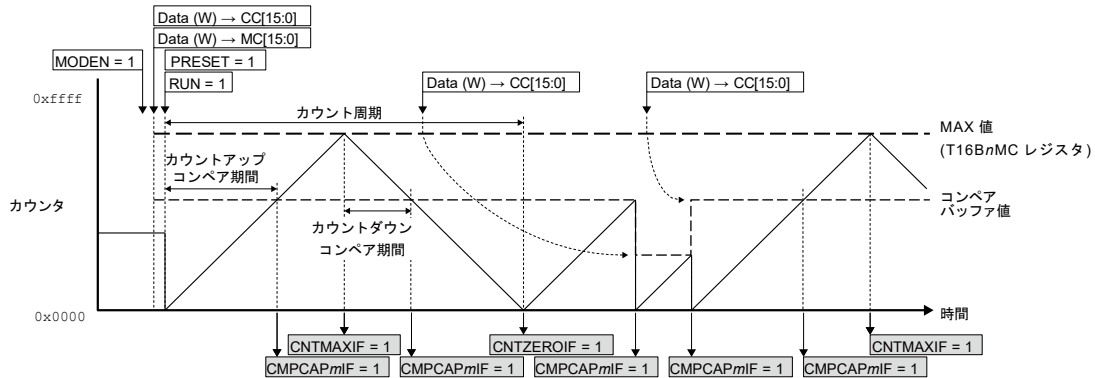 Data (W) → CC[15:0]
Data (W) → MC[15:0]
MODEN = 1
PRESET = 1
RUN = 1
Data (W) → CC[15:0]
Data (W) → CC[15:0]
0xffff
カウント周期
MAX 値
(T16BnMC レジスタ)
カウントアップ
コンペア期間
カウンタ
コンペア
バッファ値
カウントダウン
コンペア期間
0x0000
時間
CNTMAXIF = 1
CNTZEROIF = 1
CNTMAXIF = 1
CMPCAPmIF = 1
CMPCAPmIF = 1
CMPCAPmIF = 1
CMPCAPmIF = 1
CMPCAPmIF = 1